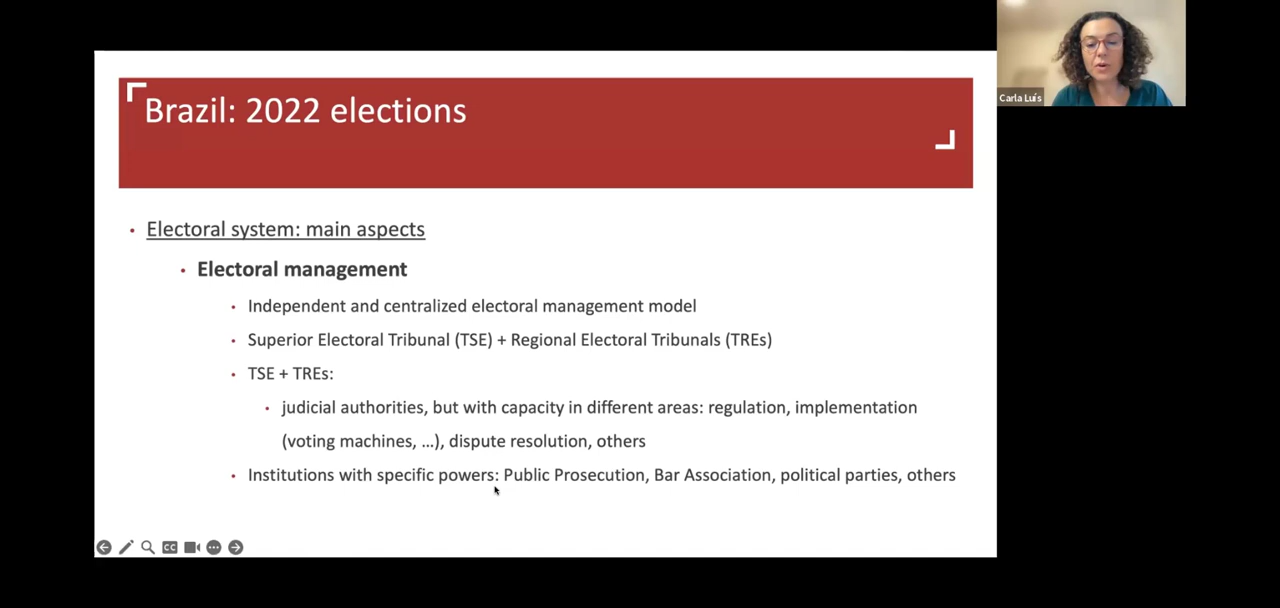 Brazil: 2022 elections
Carla Luís
• Electoral system: main aspects
• Electoral management
• Independent and centralized electoral management model
• Superior Electoral Tribunal (TSE) + Regional Electoral Tribunals (TREs)
• TSE + TREs:
• judicial authorities, but with capacity in different areas: regulation, implementation
(voting machines, …), dispute resolution, others
• Institutions with specific powers: Public Prosecution, Bar Association, political parties, others
CC